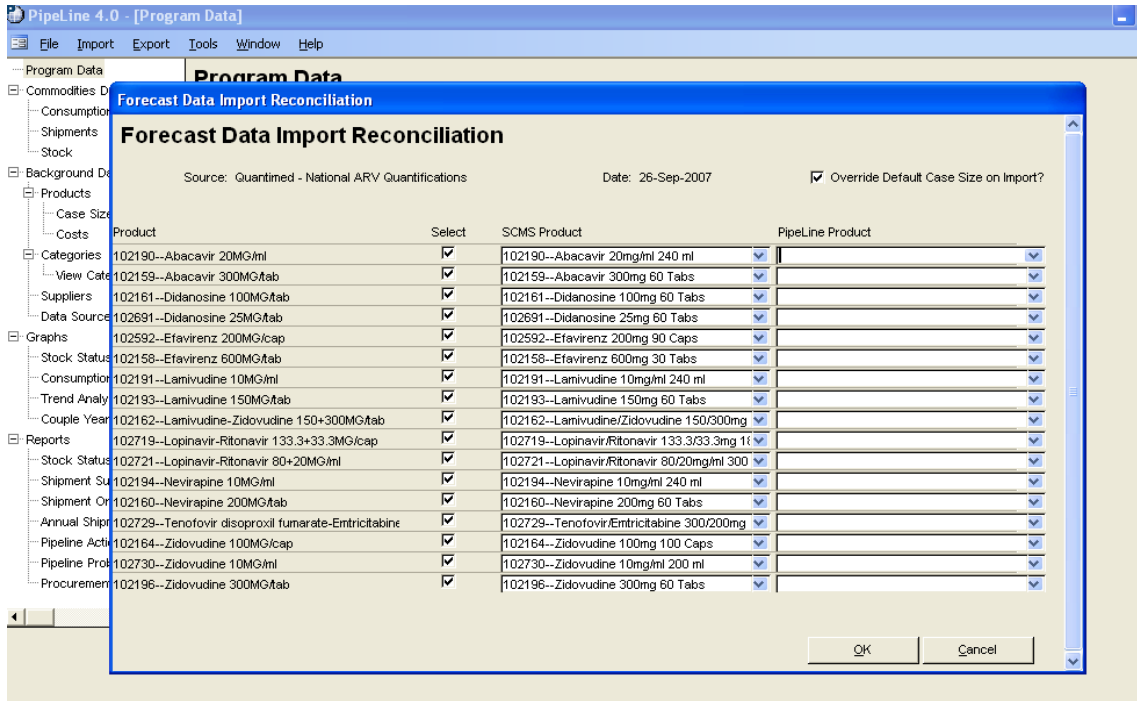 PipeLine 4.0 - [Program Data]
File Import Export Tools Window Help
Program Data
Commodities D
Consumption
Shipments
Stock
Background Da
Products
Case Size
Costs
Categories
View Cate
Suppliers
Data Source
Graphs
Stock Status
Consumption
Trend Analy
Couple Year
Reports
Stock Status
Shipment Su
Shipment Or
Annual Shipm
Pipeline Acti
Pipeline Prob
Procurement
Program Data
Forecast Data Import Reconciliation
Forecast Data Import Reconciliation
Source: Quantimed - National ARV Quantifications Date: 26-Sep-2007 Override Default Case Size on Import?
Product Select SCMS Product PipeLine Product
102190--Abacavir 20MG/ml 102190--Abacavir 20mg/ml 240 ml
102159--Abacavir 300MG/tab 102159--Abacavir 300mg 60 Tabs
102161--Didanosine 100MG/tab 102161--Didanosine 100mg 60 Tabs
102691--Didanosine 25MG/tab 102691--Didanosine 25mg 60 Tabs
102592--Efavirenz 200MG/cap 102592--Efavirenz 200mg 90 Caps
102158--Efavirenz 600MG/tab 102158--Efavirenz 600mg 30 Tabs
102191--Lamivudine 10MG/ml 102191--Lamivudine 10mg/ml 240 ml
102193--Lamivudine 150MG/tab 102193--Lamivudine 150mg 60 Tabs
102162--Lamivudine-Zidovudine 150+300MG/tab 102162--Lamivudine/Zidovudine 150/300mg
102719--Lopinavir-Ritonavir 133.3+33.3MG/cap 102719--Lopinavir/Ritonavir 133.3/33.3mg 18
102721--Lopinavir-Ritonavir 80+20MG/ml 102721--Lopinavir/Ritonavir 80/20mg/ml 300
102194--Nevirapine 10MG/ml 102194--Nevirapine 10mg/ml 240 ml
102160--Nevirapine 200MG/tab 102160--Nevirapine 200mg 60 Tabs
102729--Tenofovir disoproxil fumarate-Emtricitabine 102729--Tenofovir/Emtricitabine 300/200mg
102164--Zidovudine 100MG/cap 102164--Zidovudine 100mg 100 Caps
102730--Zidovudine 10MG/ml 102730--Zidovudine 10mg/ml 200 ml
102196--Zidovudine 300MG/tab 102196--Zidovudine 300mg 60 Tabs
OK Cancel